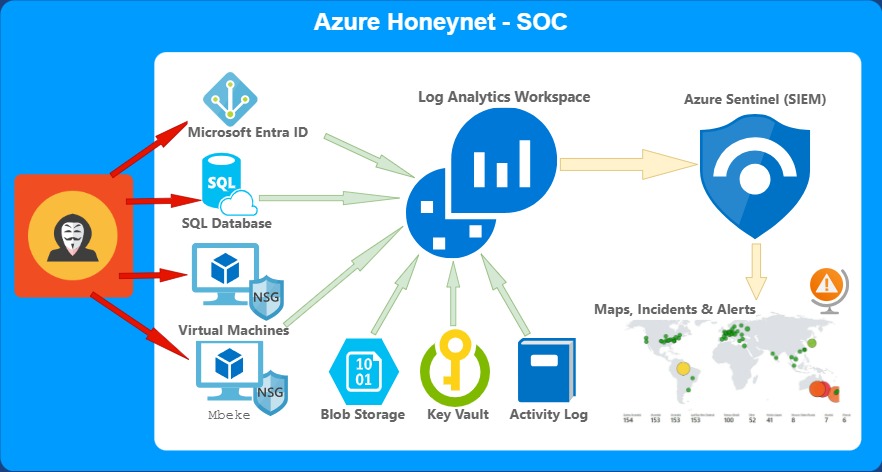 Azure Honeynet - SOC
Log Analytics Workspace
Azure Sentinel (SIEM)
Microsoft Entra ID
SQL
SQL Database
NSG
Virtual Machines
Maps, Incidents & Alerts
NSG
Mbeke
10
01
Blob Storage
Key Vault
Activity Log
154 153 153 153 100 52 41 8 7 6